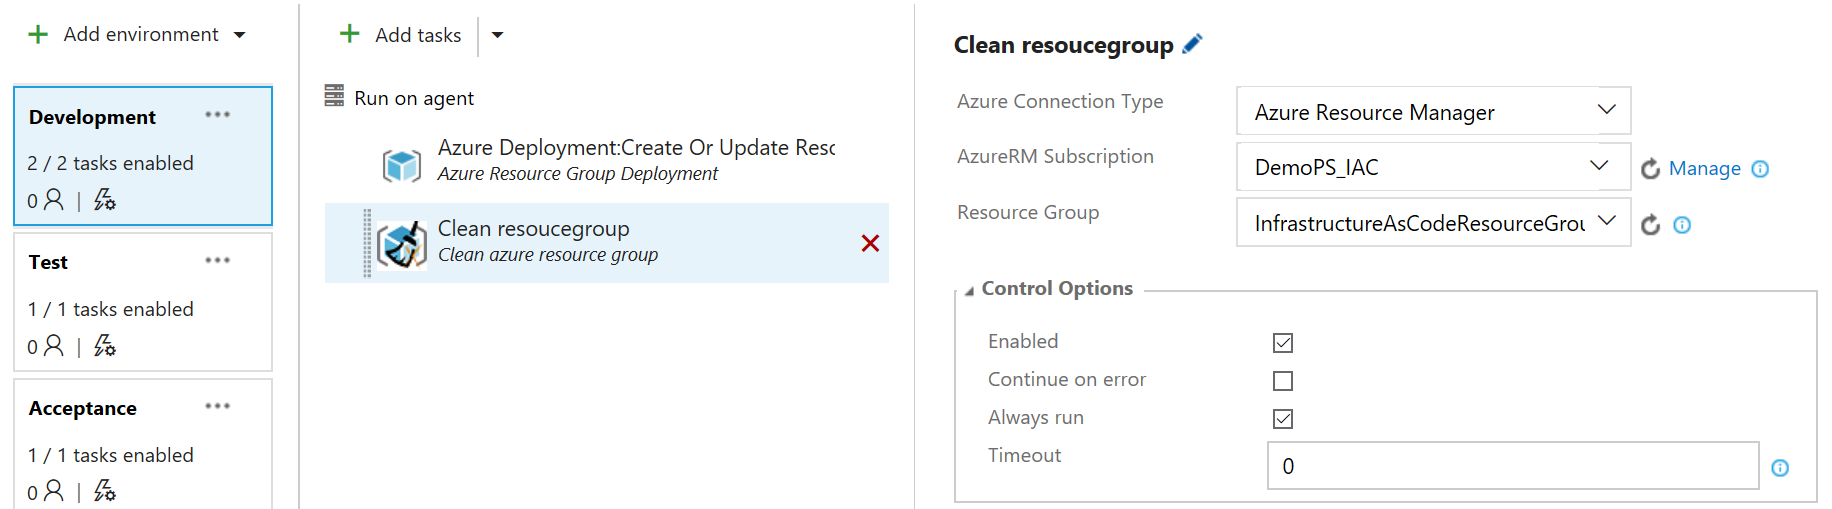 Add environment
Development
2 / 2 tasks enabled
0 |
Test
1 / 1 tasks enabled
0 |
Acceptance
1 / 1 tasks enabled
0 |
Add tasks
Run on agent
Azure Deployment:Create Or Update Resc
Azure Resource Group Deployment
Clean resoucegroup
Clean azure resource group
Clean resoucegroup
Azure Connection Type
Azure Resource Manager
AzureRM Subscription
DemoPS_IAC
Manage
Resource Group
InfrastructureAsCodeResourceGrou
Control Options
Enabled
Continue on error
Always run
Timeout
0